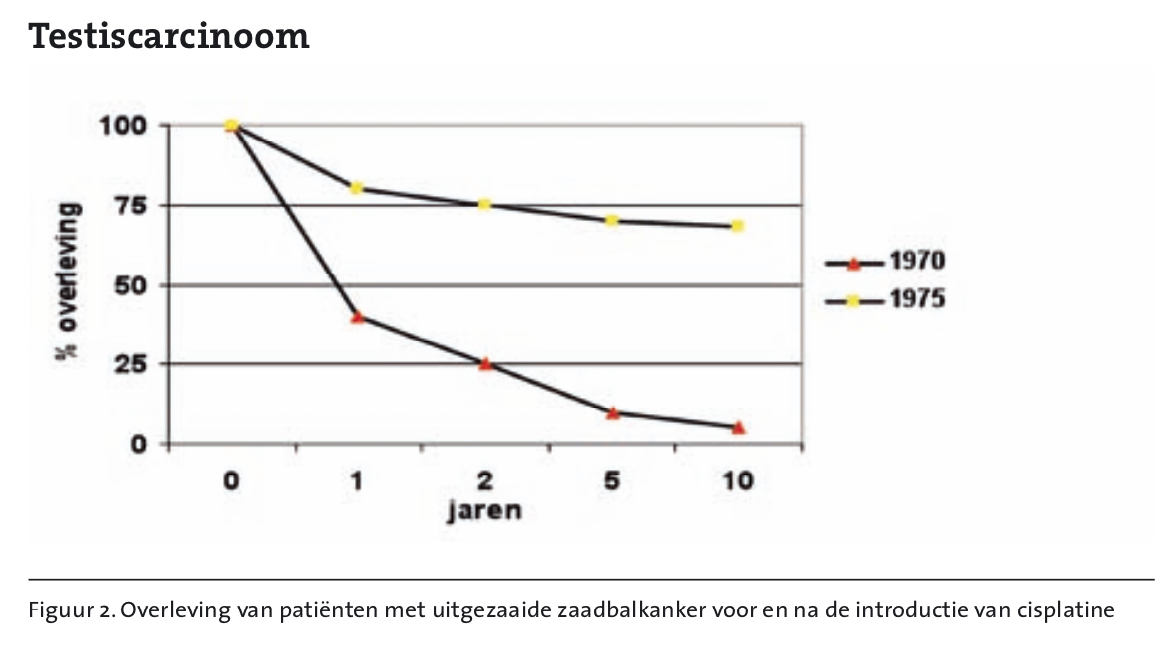 Testiscarcinoom
100
75
50
25
0
% overleving
0 1 2 5 10
jaren
1970
1975
Figuur 2. Overleving van patiënten met uitgezaaide zaadbalkanker voor en na de introductie van cisplatine